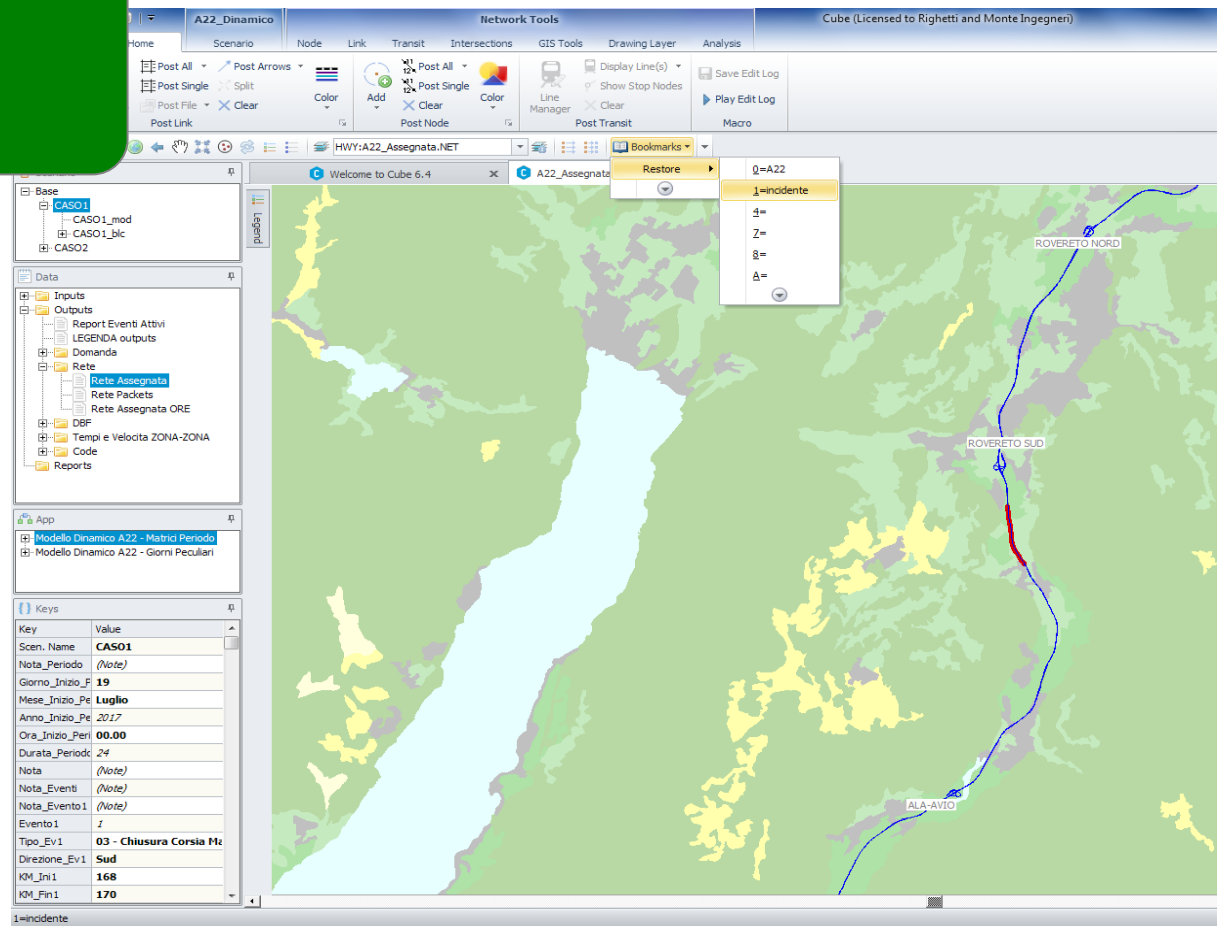 A22_Dinamico
Network Tools
Cube (Licensed to Righetti and Monte Ingegneri)
Home
Scenario
Node
Link
Transit
Intersections
GIS Tools
Drawing Layer
Analysis
Post All
Post Arrows
Post Single
Split
Post File
Clear
Color
Post Link
Add
Post All
Post Single
Clear
Color
Post Node
Line Manager
Display Line(s)
Show Stop Nodes
Clear
Post Transit
Save Edit Log
Play Edit Log
Macro
HWY:A22_Assegnata.NET
Bookmarks
Restore
0=A22
1=incidente
4=
7=
8=
A=
Welcome to Cube 6.4
A22_Assegnata
Legend
Base
CASO1
CASO1_mod
CASO1_blc
CASO2
Data
Inputs
Outputs
Report Eventi Attivi
LEGENDA outputs
Domanda
Rete
Rete Assegnata
Rete Packets
Rete Assegnata ORE
DBF
Tempi e Velocita ZONA-ZONA
Code
Reports
App
Modello Dinamico A22 - Matrici Periodo
Modello Dinamico A22 - Giorni Peculiari
Keys
Key Value
Scen. Name CASO1
Nota_Periodo (Note)
Giorno_Inizio_P 19
Mese_Inizio_Pe Luglio
Anno_Inizio_Pe 2017
Ora_Inizio_Peri 00.00
Durata_Periodo 24
Nota (Note)
Nota_Eventi (Note)
Nota_Evento1 (Note)
Evento1 1
Tipo_Ev1 03 - Chiusura Corsia Ma
Direzione_Ev1 Sud
KM_Ini1 168
KM_Fin1 170
ROVERETO NORD
ROVERETO SUD
ALA-AVIO
1=incidente